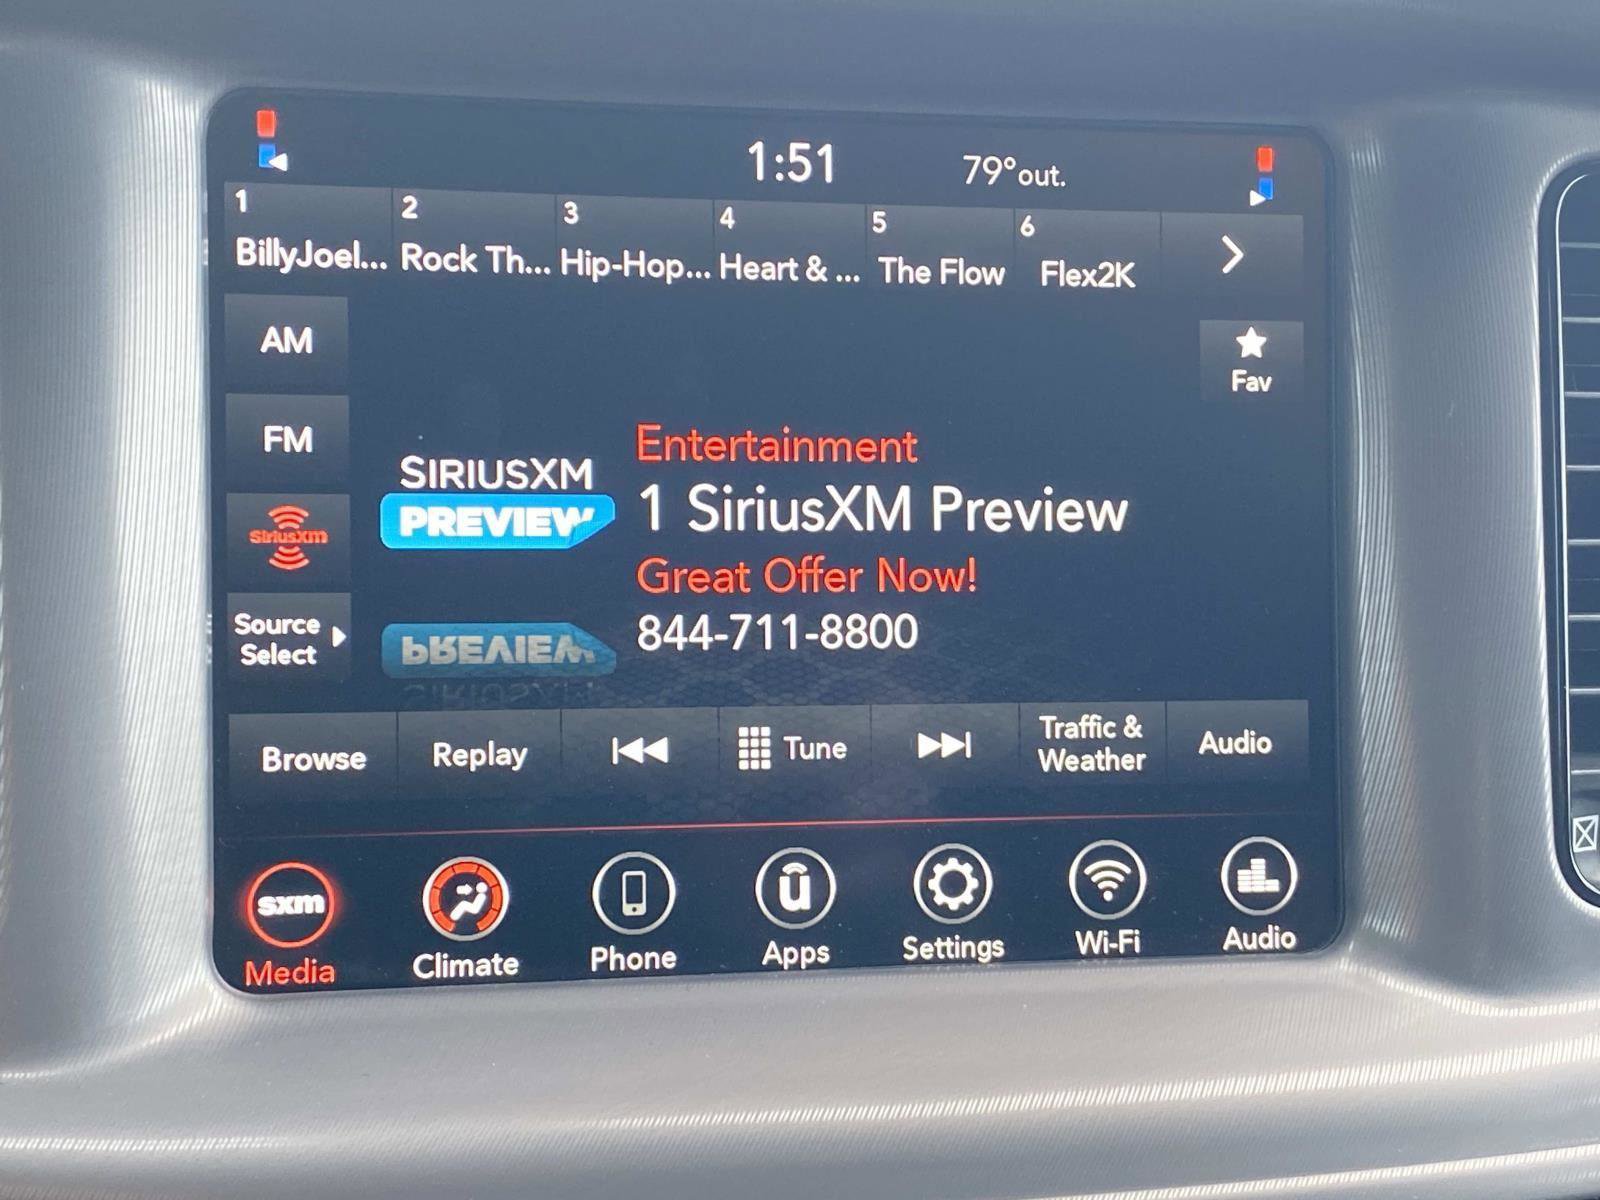 1:51
79° out.
1
BillyJoel...
2
Rock Th...
3
Hip-Hop...
4
Heart & ...
5
The Flow
6
Flex2K
AM
FM
SiriusXM
Source
Select
Fav
SIRIUSXM
PREVIEW
Entertainment
1 SiriusXM Preview
Great Offer Now!
844-711-8800
PREVIEW
SIRIUSXM
Browse
Replay
Tune
Traffic &
Weather
Audio
sxm
Media
Climate
Phone
ū
Apps
Settings
Wi-Fi
Audio